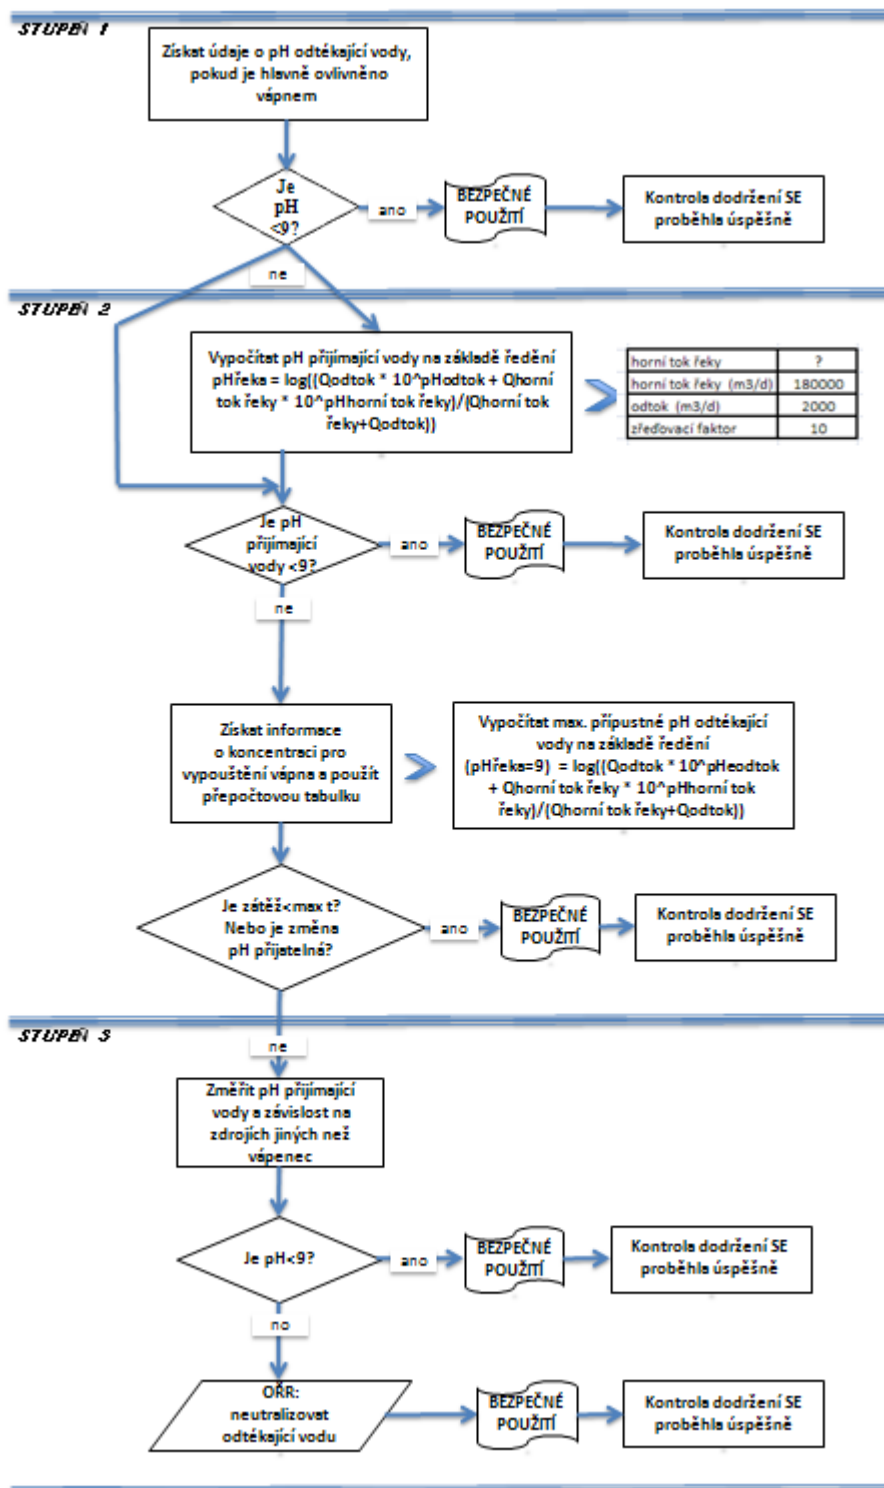 STUPEŇ 1
Získat údaje o pH odtékající vody,
pokud je hlavně ovlivněno
vápnem
Je
pH
<9?
ano
BEZPEČNÉ
POUŽITÍ
Kontrola dodržení SE
proběhla úspěšně
ne
STUPEŇ 2
Vypočítat pH přijímající vody na základě ředění
pHřeka = log((Qodtok * 10^pHodtok + Qhorní
tok řeky * 10^pHhorní tok řeky)/(Qhorní tok
řeky+Qodtok))
horní tok řeky ?
horní tok řeky (m3/d) 180000
odtok (m3/d) 2000
zřeďovací faktor 10
Je pH
přijímající
vody <9?
ano
BEZPEČNÉ
POUŽITÍ
Kontrola dodržení SE
proběhla úspěšně
ne
Získat informace
o koncentraci pro
vypouštění vápna a použít
přepočtovou tabulku
Vypočítat max. přípustné pH odtékající
vody na základě ředění
(pHřeka=9) = log((Qodtok * 10^pHeodtok
+ Qhorní tok řeky * 10^pHhorní tok
řeky)/(Qhorní tok řeky+Qodtok))
Je zátěž<max t?
Nebo je změna
pH přijatelná?
ano
BEZPEČNÉ
POUŽITÍ
Kontrola dodržení SE
proběhla úspěšně
STUPEŇ 3
ne
Změřit pH přijímající
vody a závislost na
zdrojích jiných než
vápenec
Je pH<9?
ano
BEZPEČNÉ
POUŽITÍ
Kontrola dodržení SE
proběhla úspěšně
no
OŘR:
neutralizovat
odtékající vodu
BEZPEČNÉ
POUŽITÍ
Kontrola dodržení SE
proběhla úspěšně